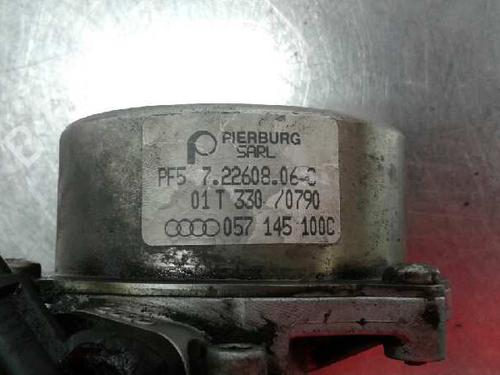 PIERBURG
SARL
PF5 7.22608.06-C
01 T 330 /0790
057 145 100C